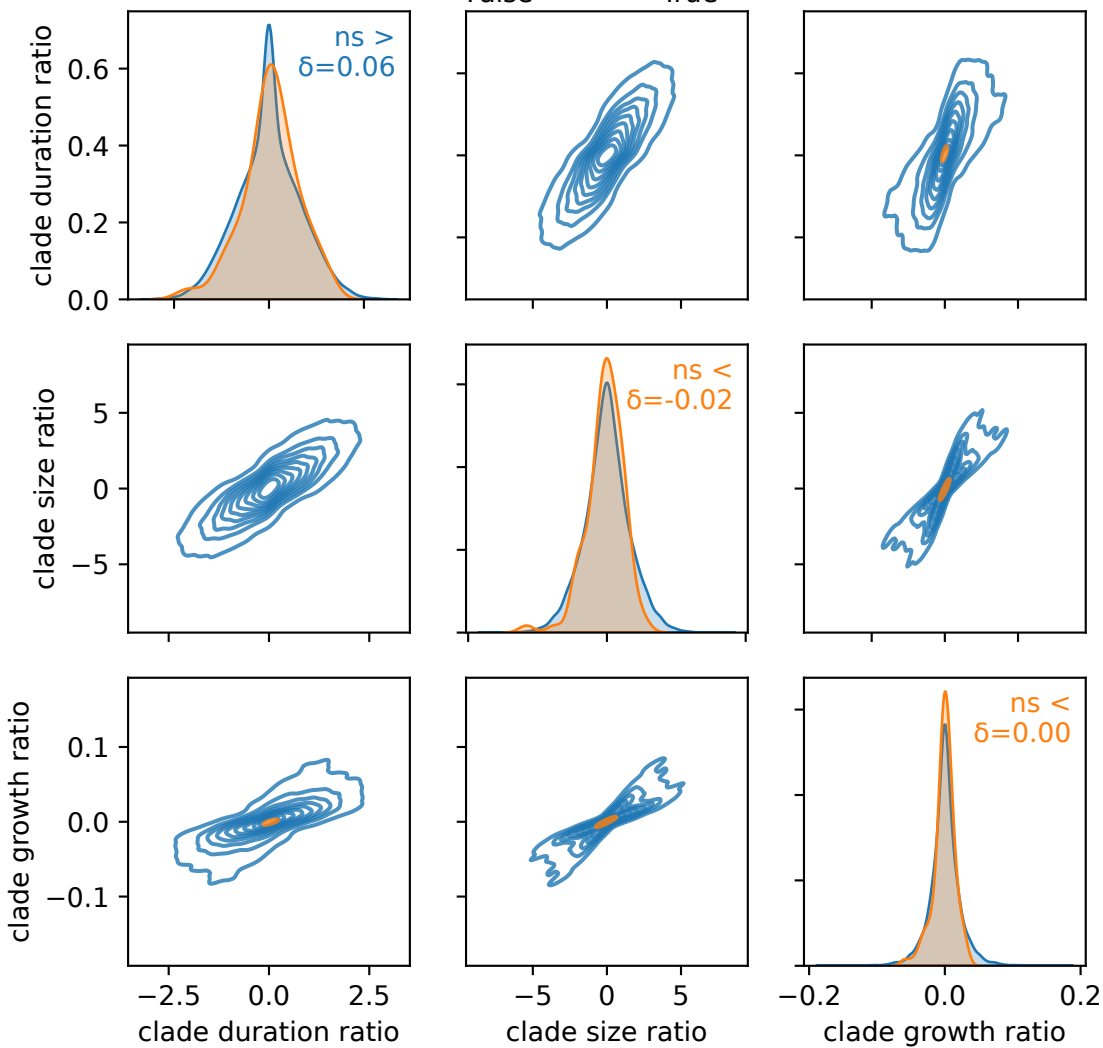 clade duration ratio
0.6
0.4
0.2
0.0
ns >
δ=0.06
clade size ratio
5
0
−5
ns <
δ=-0.02
clade growth ratio
0.1
0.0
−0.1
ns <
δ=0.00
−2.5 0.0 2.5
−5 0 5
−0.2 0.0 0.2
clade duration ratio
clade size ratio
clade growth ratio